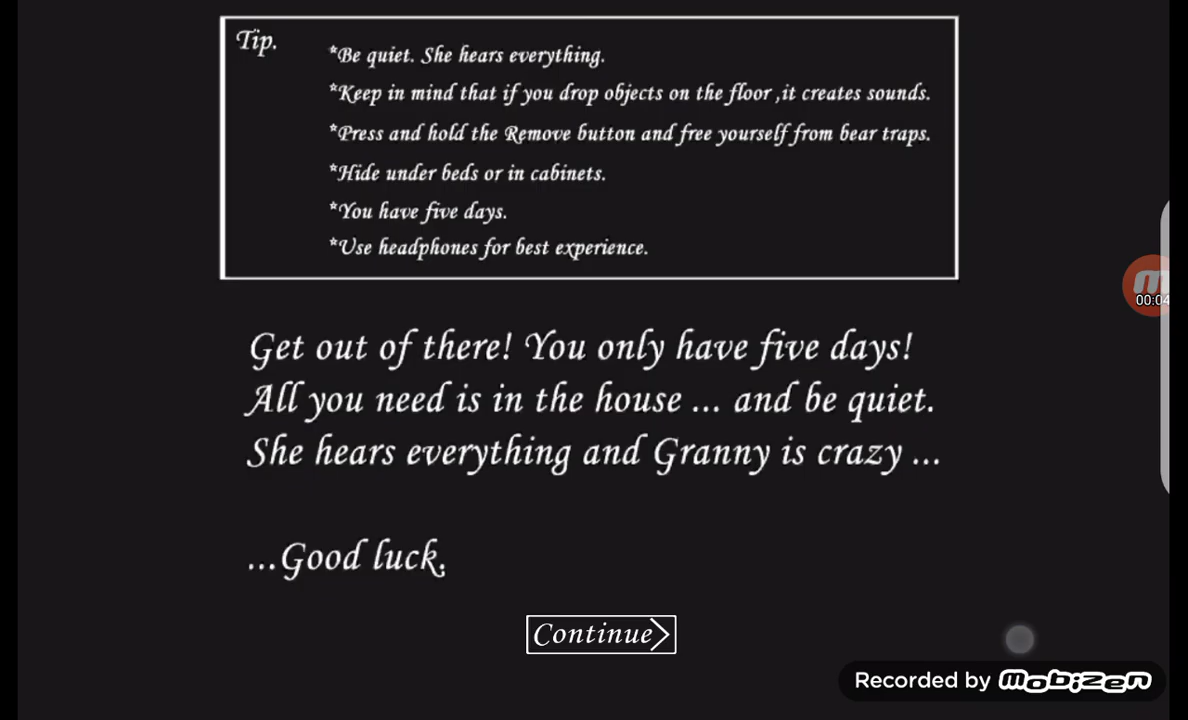 Tip.
*Be quiet. She hears everything.
*Keep in mind that if you drop objects on the floor ,it creates sounds.
*Press and hold the Remove button and free yourself from bear traps.
*Hide under beds or in cabinets.
*You have five days.
*Use headphones for best experience.
Get out of there! You only have five days!
All you need is in the house ... and be quiet.
She hears everything and Granny is crazy ...
...Good luck.
Continue>
00:04
Recorded by mobizen